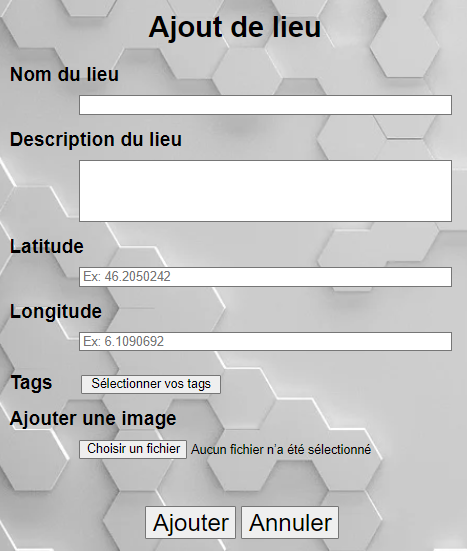 Ajout de lieu
Nom du lieu
Description du lieu
Latitude
Ex: 46.2050242
Longitude
Ex: 6.1090692
Tags Sélectionner vos tags
Ajouter une image
Choisir un fichier Aucun fichier n'a été sélectionné
Ajouter Annuler